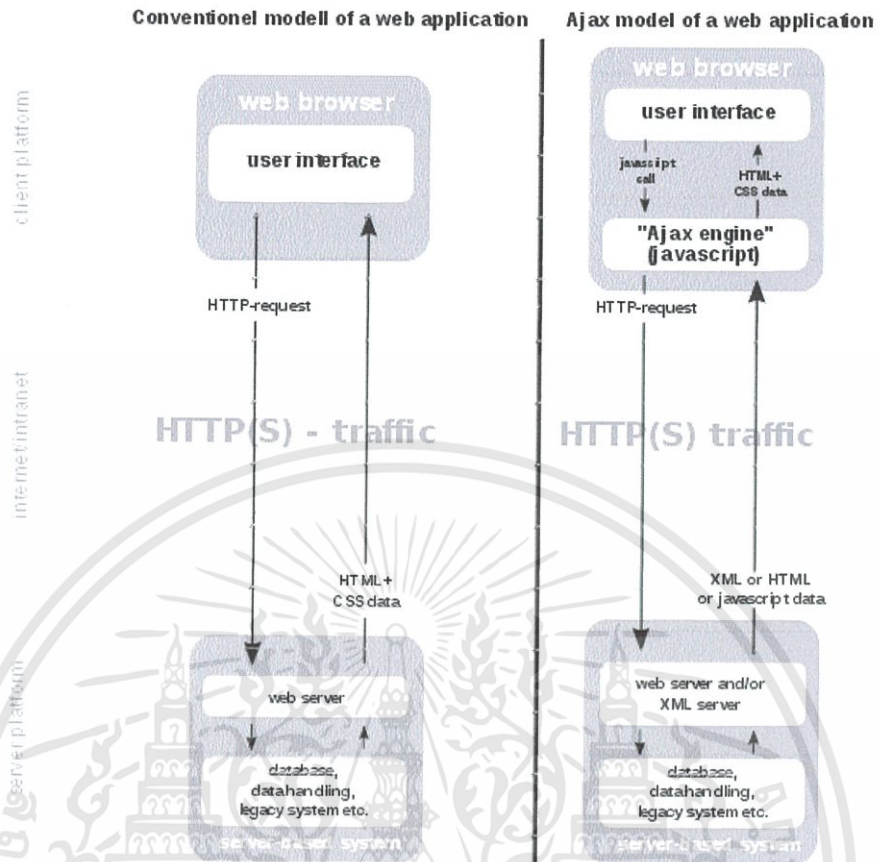 Conventionel modell of a web application
Ajax model of a web application
client platform
web browser
user interface
web browser
user interface
javascript
call
HTML+
CSS data
"Ajax engine"
(javascript)
HTTP-request
HTTP-request
internet/intranet
HTTP(S) - traffic
HTTP(S) traffic
HTML+
CSS data
XML or HTML
or javascript data
server platform
web server
database,
datahandling,
legacy system etc.
server-based system
web server and/or
XML server
database,
datahandling,
legacy system etc.
server-based system